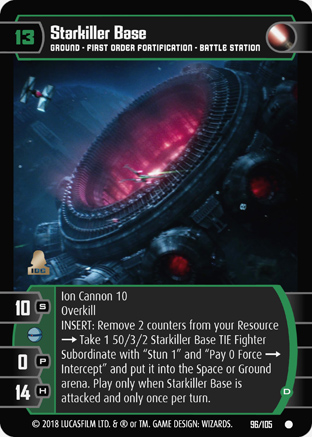 13 Starkiller Base
GROUND · FIRST ORDER FORTIFICATION · BATTLE STATION
10 S
0 P
14 H
Ion Cannon 10
Overkill
INSERT: Remove 2 counters from your Resource
→ Take 1 50/3/2 Starkiller Base TIE Fighter
Subordinate with “Stun 1” and “Pay 0 Force →
Intercept” and put it into the Space or Ground
arena. Play only when Starkiller Base is
attacked and only once per turn.
D
© 2018 LUCASFILM LTD. & ® or TM. GAME DESIGN: WIZARDS. 96/105